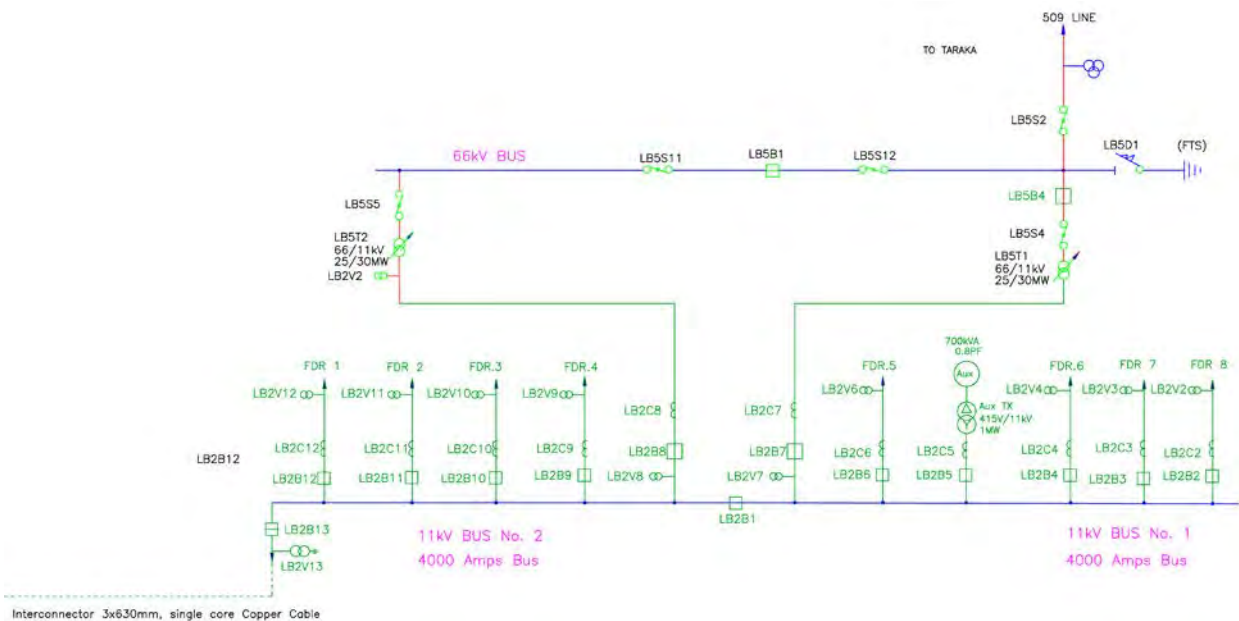 509 LINE
TO TARAKA
LB5S2
66kV BUS
LB5S11
LB5B1
LB5S12
LB5D1
(FTS)
LB5S5
LB5B4
LB5T2
66/11kV
25/30MW
LB2V2
LB5S4
LB5T1
66/11kV
25/30MW
FDR 1
FDR 2
FDR.3
FDR.4
FDR.5
700kVA
0.8PF
Aux
FDR.6
FDR 7
FDR 8
LB2V12
LB2V11
LB2V10
LB2V9
LB2V6
LB2V4
LB2V3
LB2V2
LB2C8
LB2C7
Aux TX
415V/11kV
1MW
LB2B12
LB2C12
LB2C11
LB2C10
LB2C9
LB2B8
LB2B7
LB2C6
LB2C5
LB2C4
LB2C3
LB2C2
LB2B12
LB2B11
LB2B10
LB2B9
LB2V8
LB2V7
LB2B6
LB2B5
LB2B4
LB2B3
LB2B2
LB2B1
LB2B13
LB2V13
11kV BUS No. 2
4000 Amps Bus
11kV BUS No. 1
4000 Amps Bus
Interconnector 3x630mm, single core Copper Cable